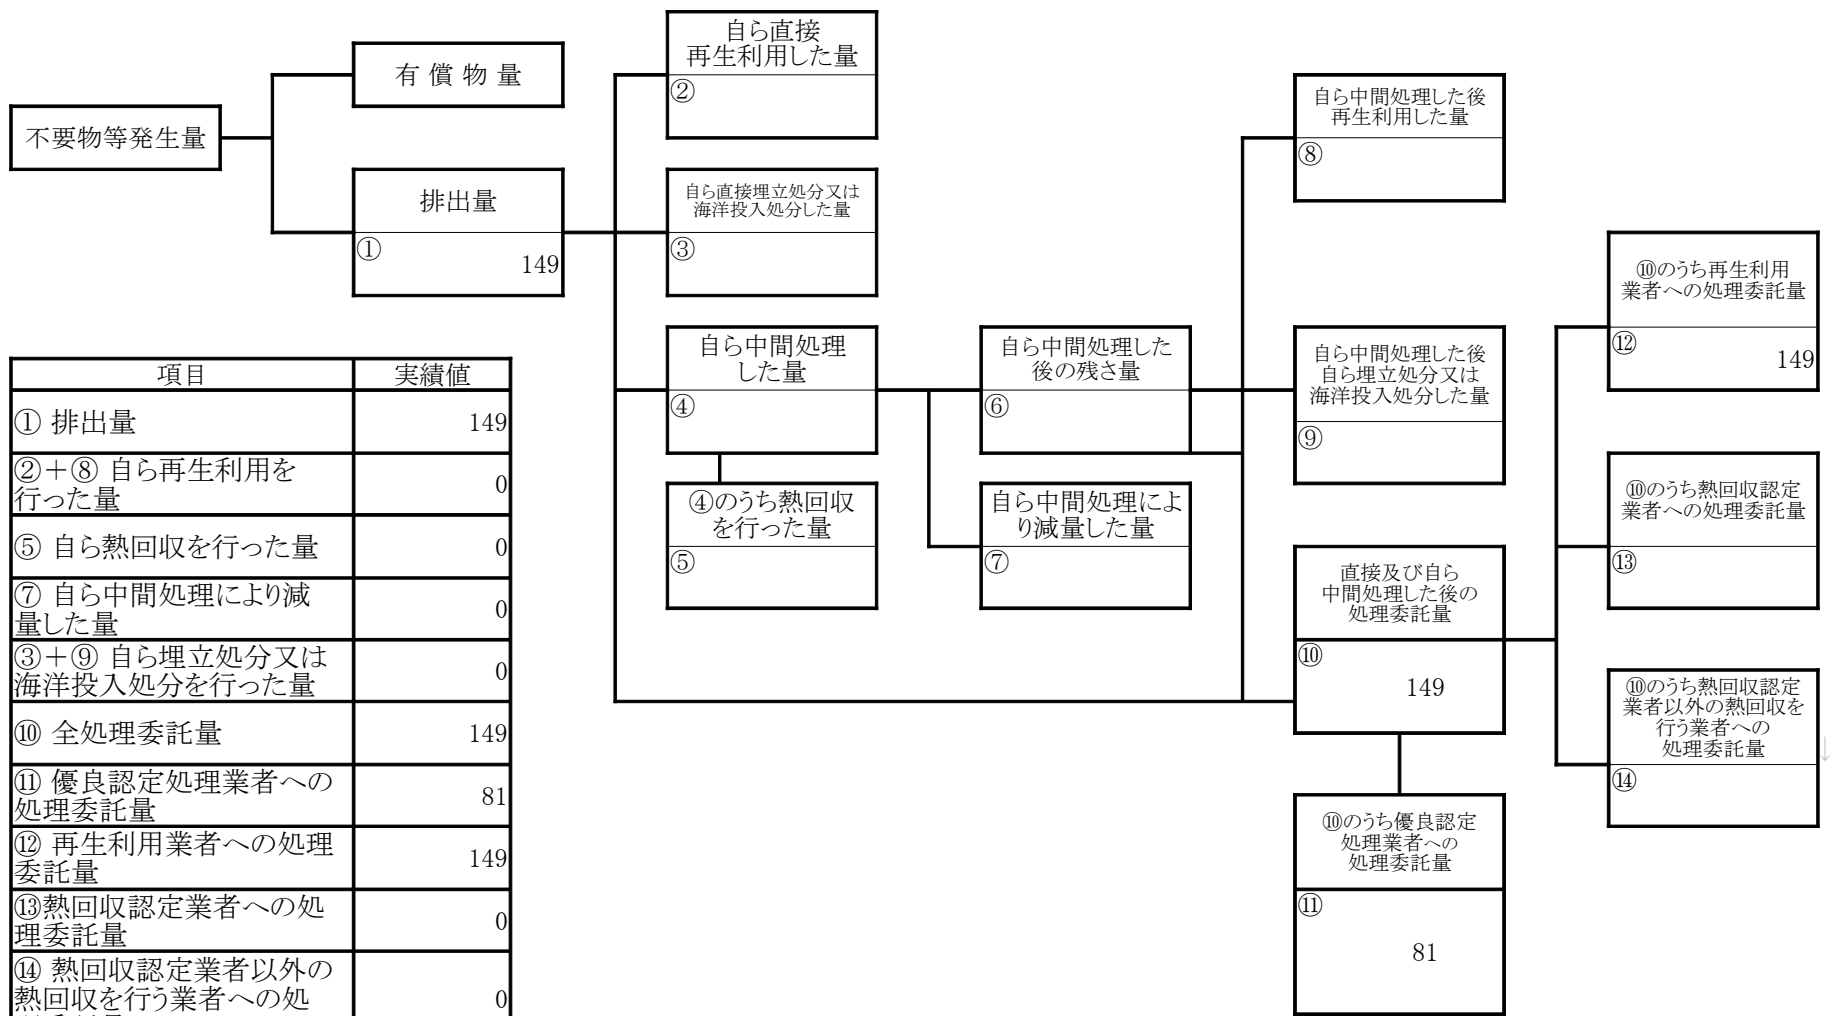 自ら直接
再生利用した量
②
有 償 物 量
不要物等発生量
自ら中間処理した後
再生利用した量
⑧
排出量
①
149
自ら直接埋立処分又は
海洋投入処分した量
③
⑩のうち再生利用
業者への処理委託量
⑫
149
自ら中間処理
した量
④
自ら中間処理した
後の残さ量
⑥
自ら中間処理した後
自ら埋立処分又は
海洋投入処分した量
⑨
④のうち熱回収
を行った量
⑤
自ら中間処理によ
り減量した量
⑦
⑩のうち熱回収認定
業者への処理委託量
⑬
直接及び自ら
中間処理した後の
処理委託量
⑩
149
⑩のうち熱回収認定
業者以外の熱回収を
行う業者への
処理委託量
⑭
↓
⑩のうち優良認定
処理業者への
処理委託量
⑪
81
項目 実績値
① 排出量 149
②+⑧ 自ら再生利用を
行った量 0
⑤ 自ら熱回収を行った量 0
⑦ 自ら中間処理により減
量した量 0
③+⑨ 自ら埋立処分又は
海洋投入処分を行った量 0
⑩ 全処理委託量 149
⑪ 優良認定処理業者への
処理委託量 81
⑫ 再生利用業者への処理
委託量 149
⑬熱回収認定業者への処
理委託量 0
⑭ 熱回収認定業者以外の
熱回収を行う業者への処 0